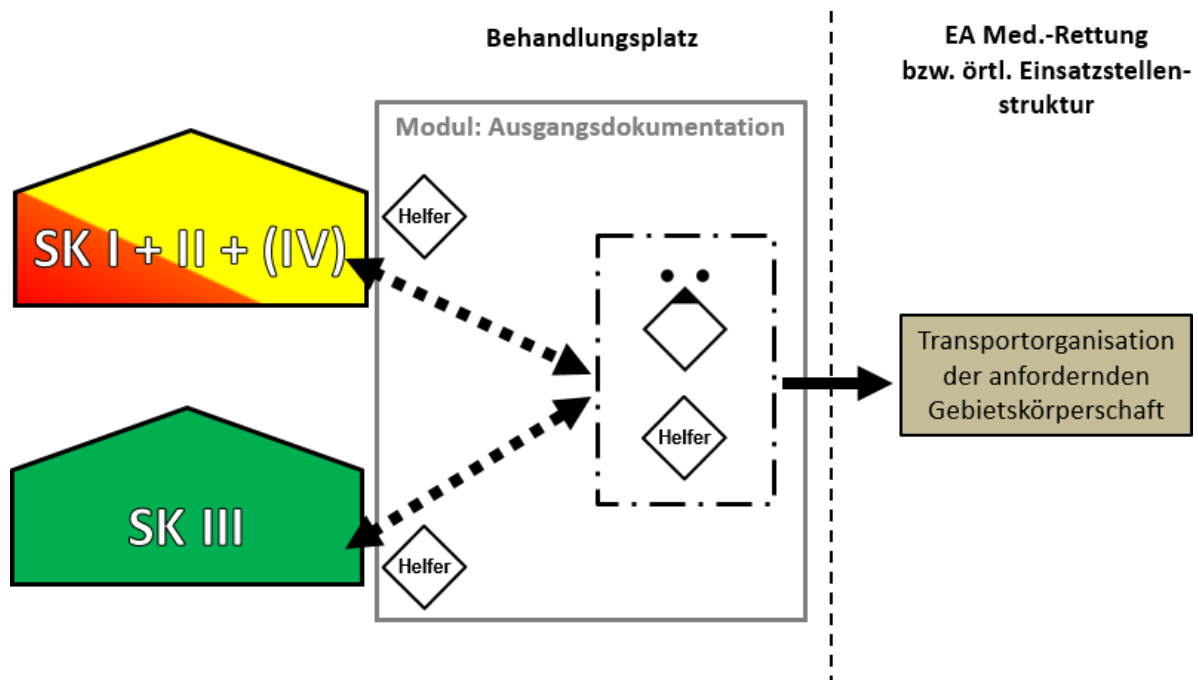 Behandlungsplatz
EA Med.-Rettung
bzw. örtl. Einsatzstellen-
struktur
Modul: Ausgangsdokumentation
Helfer
SK I + II + (IV)
Transportorganisation
der anfordernden
Gebietskörperschaft
Helfer
SK III
Helfer